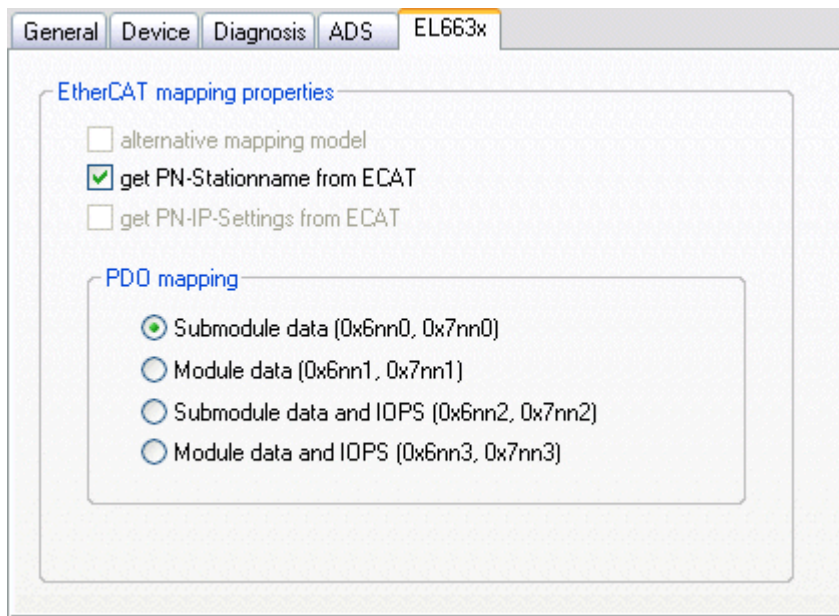 General Device Diagnosis ADS EL663x
EtherCAT mapping properties
alternative mapping model
get PN-Stationname from ECAT
get PN-IP-Settings from ECAT
PDO mapping
Submodule data (0x6nn0, 0x7nn0)
Module data (0x6nn1, 0x7nn1)
Submodule data and IOPS (0x6nn2, 0x7nn2)
Module data and IOPS (0x6nn3, 0x7nn3)